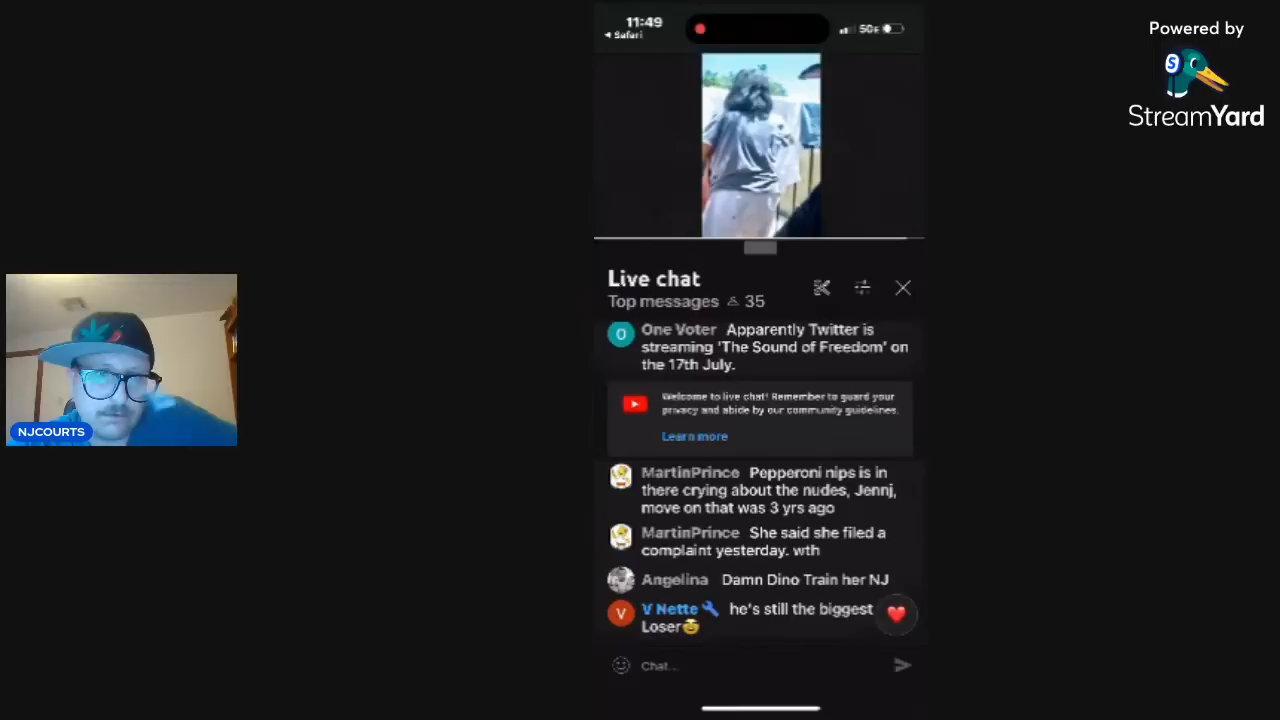 11:49
Safari
Powered by
S
StreamYard
Live chat
Top messages 35
O
One Voter Apparently Twitter is
streaming 'The Sound of Freedom' on
the 17th July.
Welcome to live chat! Remember to guard your
privacy and abide by our community guidelines.
Learn more
MartinPrince Pepperoni nips is in
there crying about the nudes, Jennj,
move on that was 3 yrs ago
MartinPrince She said she filed a
complaint yesterday. wth
Angelina Damn Dino Train her NJ
V
V Nette he's still the biggest
Loser
Chat...
NJCOURTS